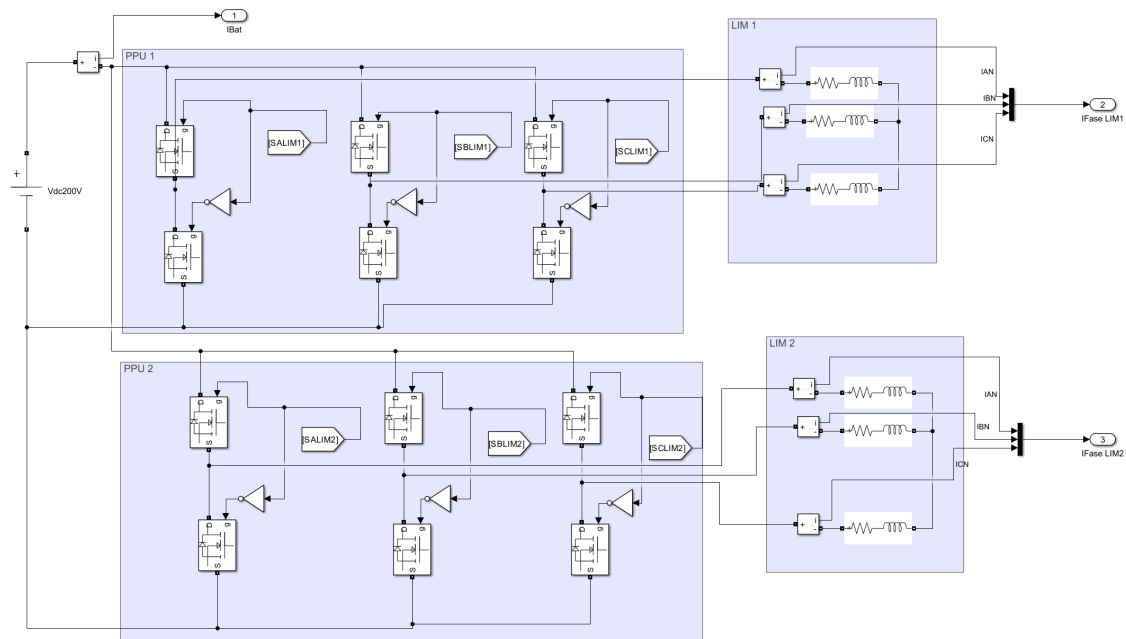 1
IBat
PPU 1
LIM 1
i
+
-
g
D
S
[SALIM1]
[SBLIM1]
[SCLIM1]
IAN
IBN
ICN
2
IFase LIM1
+
Vdc200V
PPU 2
LIM 2
[SALIM2]
[SBLIM2]
[SCLIM2]
IAN
IBN
ICN
3
IFase LIM2